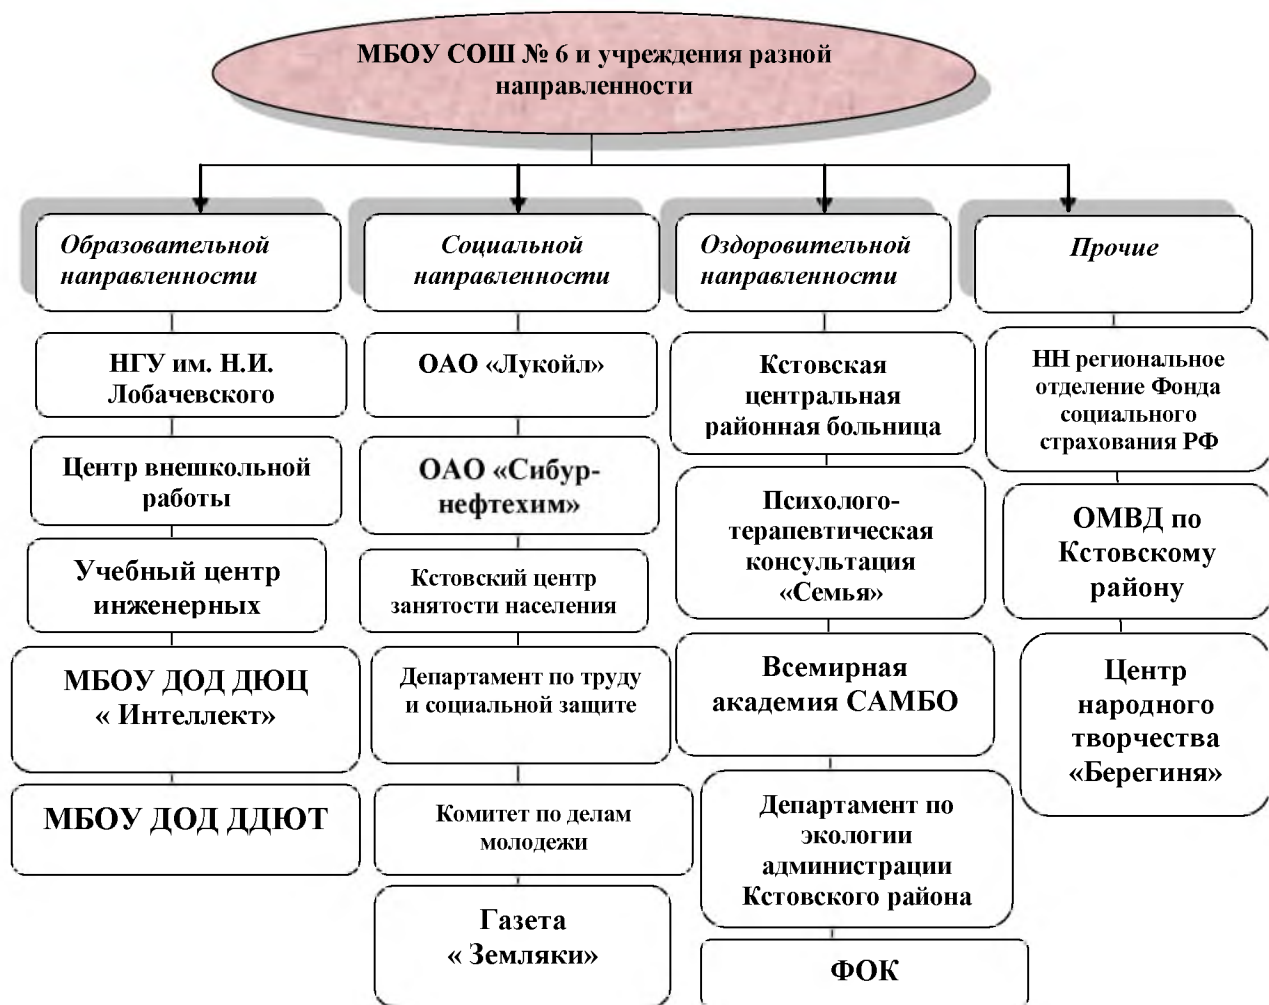 МБОУ СОШ № 6 и учреждения разной
направленности
Образовательной
направленности
НГУ им. Н.И.
Лобачевского
Центр внешкольной
работы
Учебный центр
инженерных
МБОУ ДОД ДЮЦ
« Интеллект»
МБОУ ДОД ДДЮТ
Социальной
направленности
ОАО «Лукойл»
ОАО «Сибур-
нефтехим»
Кстовский центр
занятости населения
Департамент по труду
и социальной защите
Комитет по делам
молодежи
Газета
« Земляки»
Оздоровительной
направленности
Кстовская
центральная
районная больница
Психолого-
терапевтическая
консультация
«Семья»
Всемирная
академия САМБО
Департамент по
экологии
администрации
Кстовского района
ФОК
Прочие
НН региональное
отделение Фонда
социального
страхования РФ
ОМВД по
Кстовскому
району
Центр
народного
творчества
«Берегиня»